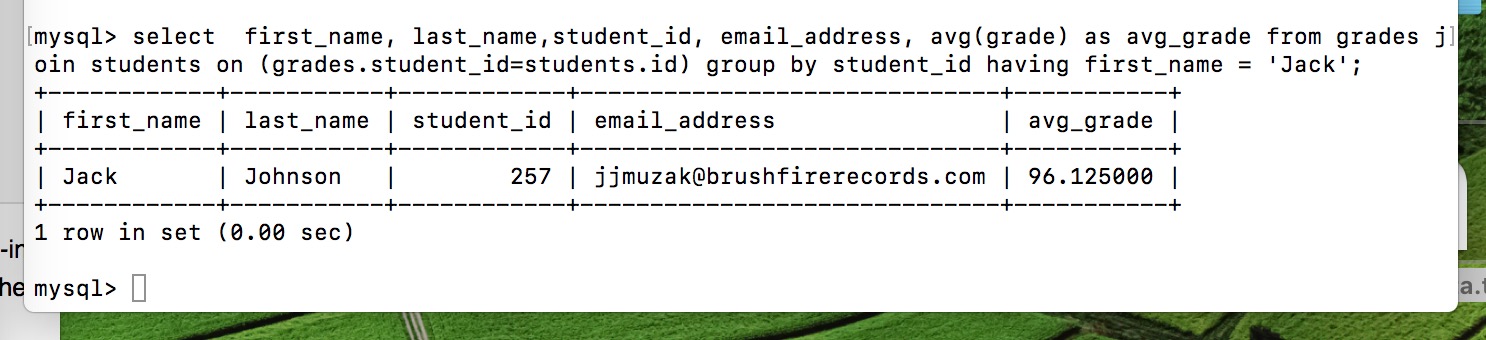 [mysql> select  first_name, last_name,student_id, email_address, avg(grade) as avg_grade from grades j]
oin students on (grades.student_id=students.id) group by student_id having first_name = 'Jack';
+------------+-----------+------------+----------------------------+-----------+
| first_name | last_name | student_id | email_address              | avg_grade |
+------------+-----------+------------+----------------------------+-----------+
| Jack       | Johnson   |        257 | jjmuzak@brushfirerecords.com | 96.125000 |
+------------+-----------+------------+----------------------------+-----------+
1 row in set (0.00 sec)
-in
he
mysql>
a.t